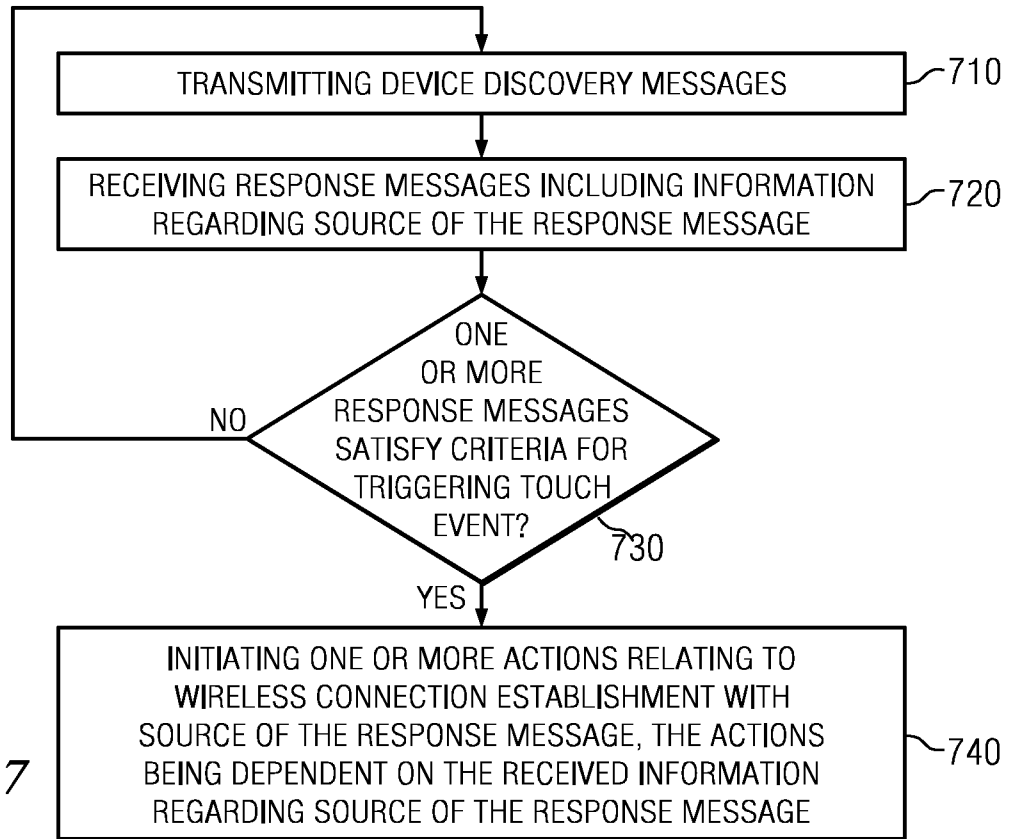 TRANSMITTING DEVICE DISCOVERY MESSAGES
710
RECEIVING RESPONSE MESSAGES INCLUDING INFORMATION
REGARDING SOURCE OF THE RESPONSE MESSAGE
720
ONE
OR MORE
RESPONSE MESSAGES
SATISFY CRITERIA FOR
TRIGGERING TOUCH
EVENT?
NO
730
YES
INITIATING ONE OR MORE ACTIONS RELATING TO
WIRELESS CONNECTION ESTABLISHMENT WITH
SOURCE OF THE RESPONSE MESSAGE, THE ACTIONS
BEING DEPENDENT ON THE RECEIVED INFORMATION
REGARDING SOURCE OF THE RESPONSE MESSAGE
740
7